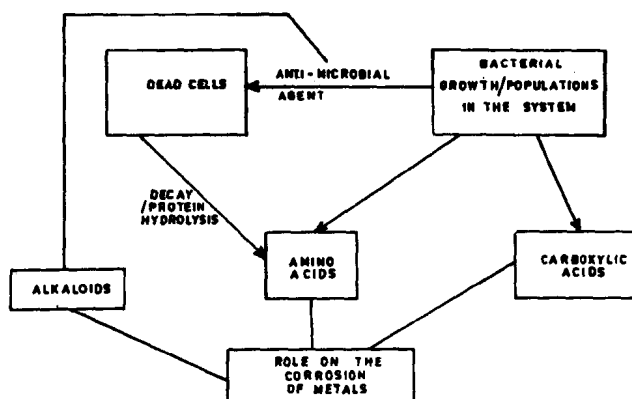 DEAD CELLS
ANTI-MICROBIAL
AGENT
BACTERIAL
GROWTH/POPULATIONS
IN THE SYSTEM
DECAY
/PROTEIN
HYDROLYSIS
AMINO
ACIDS
CARBOXYLIC
ACIDS
ALKALOIDS
ROLE ON THE
CORROSION
OF METALS